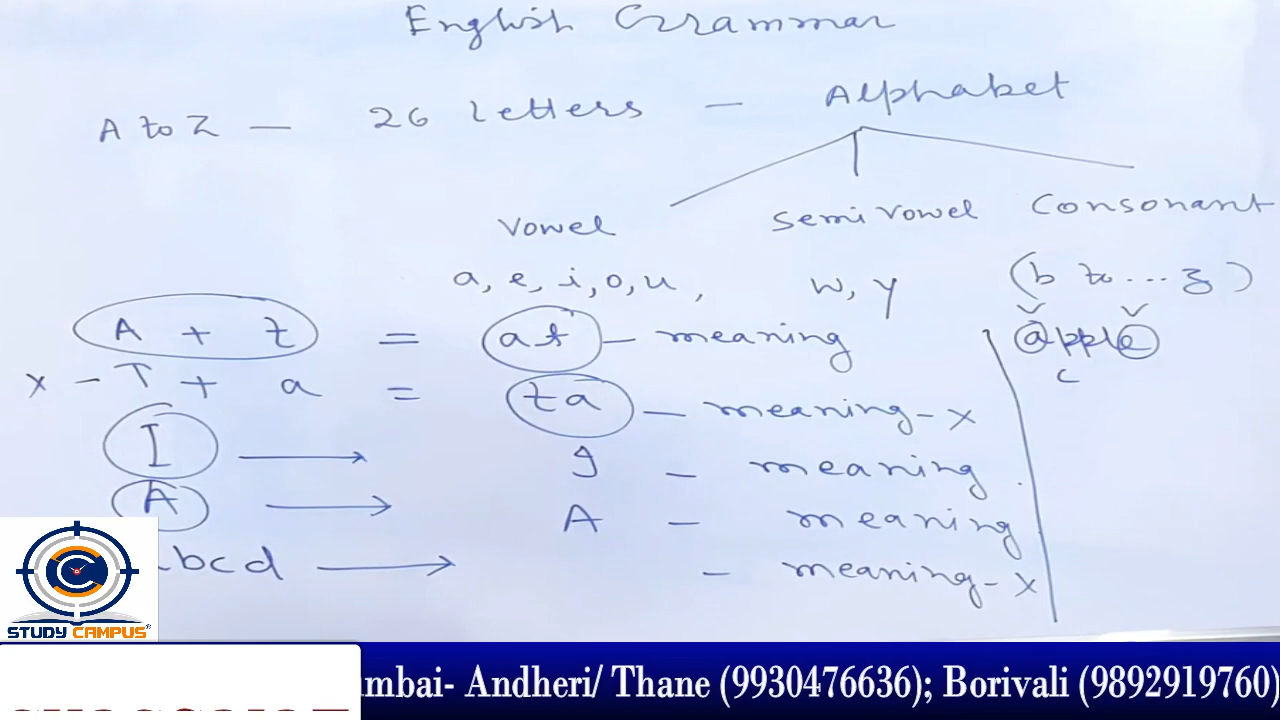 English Grammar
A to Z — 26 Letters — Alphabet
Vowel Semi Vowel Consonant
a, e, i, o, u, w, y (b to ... z)
A + t = at — meaning apple
x - T + a = ta — meaning - x c
I → I — meaning
A → A — meaning
bcd → — meaning - x
STUDY CAMPUS®
mbai- Andheri/ Thane (9930476636); Borivali (9892919760)